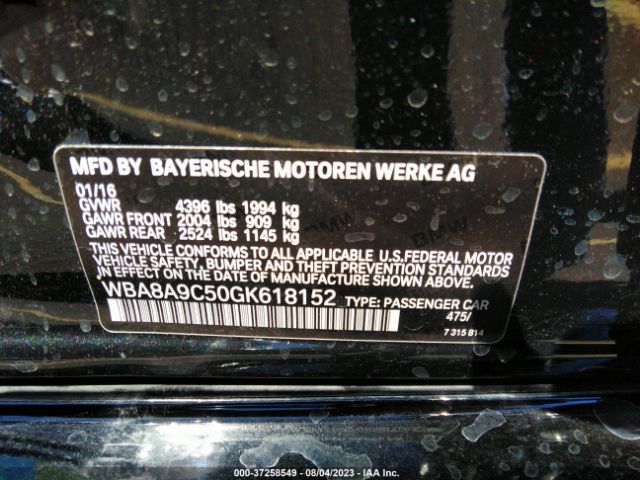 MFD BY BAYERISCHE MOTOREN WERKE AG
01/16
GVWR 4396 lbs 1994 kg
GAWR FRONT 2004 lbs 909 kg
GAWR REAR 2524 lbs 1145 kg
THIS VEHICLE CONFORMS TO ALL APPLICABLE U.S.FEDERAL MOTOR
VEHICLE SAFETY, BUMPER AND THEFT PREVENTION STANDARDS
IN EFFECT ON THE DATE OF MANUFACTURE SHOWN ABOVE.
WBA8A9C50GK618152 TYPE: PASSENGER CAR
475/
7 315 814
000-37258549 - 08/04/2023 - IAA Inc.